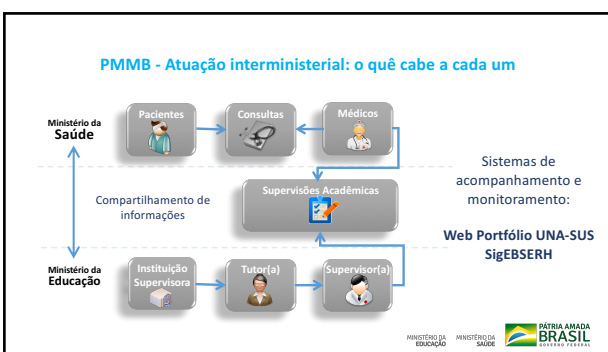 PMMB - Atuação interministerial: o quê cabe a cada um
Ministério da
Saúde
Pacientes
Consultas
Médicos
Compartilhamento de
informações
Supervisões Acadêmicas
Sistemas de
acompanhamento e
monitoramento:
Web Portfólio UNA-SUS
SigEBSERH
Ministério da
Educação
Instituição
Supervisora
Tutor(a)
Supervisor(a)
MINISTÉRIO DA
EDUCAÇÃO
MINISTÉRIO DA
SAÚDE
PÁTRIA AMADA
BRASIL
GOVERNO FEDERAL